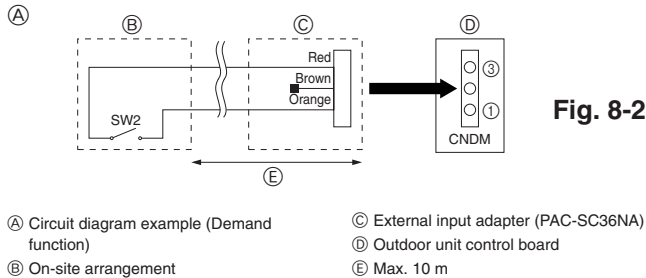 Ⓐ
Ⓑ
Ⓒ
Ⓓ
Red
Brown
Orange
SW2
③
①
CNDM
Fig. 8-2
Ⓔ
Ⓐ Circuit diagram example (Demand
function)
Ⓑ On-site arrangement
Ⓒ External input adapter (PAC-SC36NA)
Ⓓ Outdoor unit control board
Ⓔ Max. 10 m